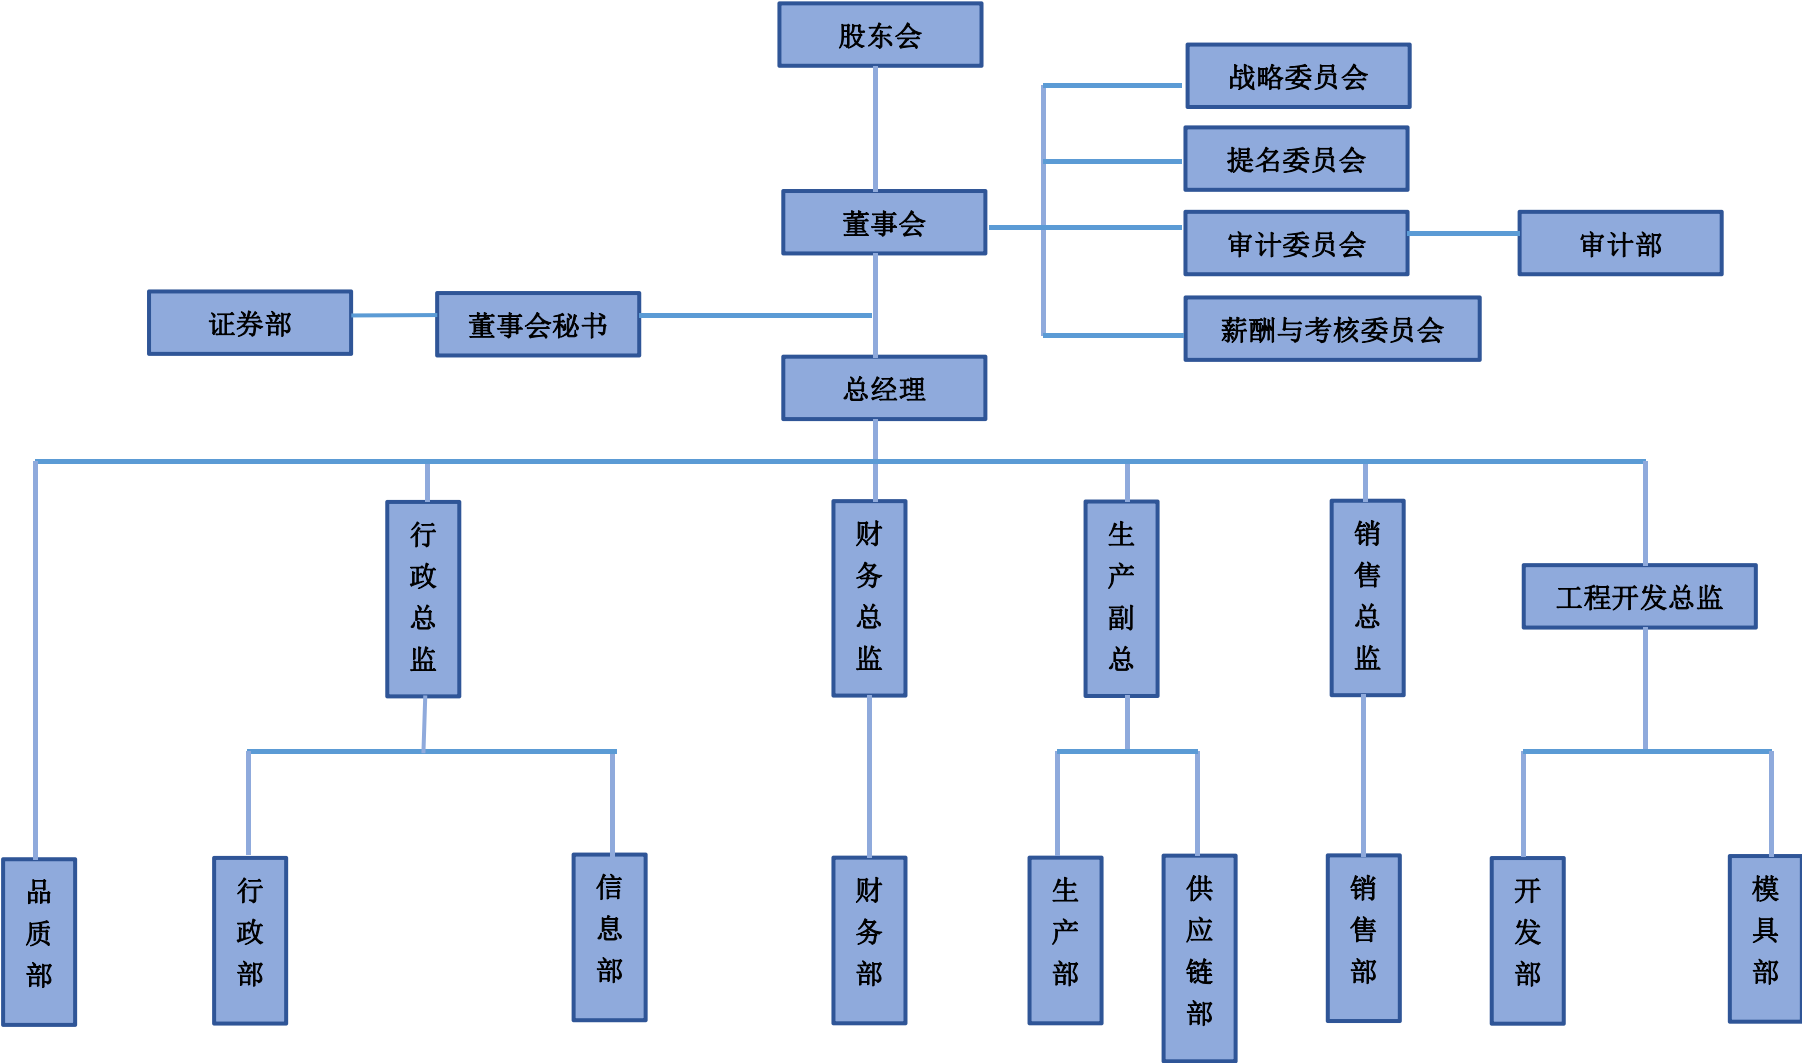 股东会
战略委员会
提名委员会
董事会
审计委员会
审计部
证券部
董事会秘书
薪酬与考核委员会
总经理
行政总监
财务总监
生产副总
销售总监
工程开发总监
品质部
行政部
信息部
财务部
生产部
供应链部
销售部
开发部
模具部